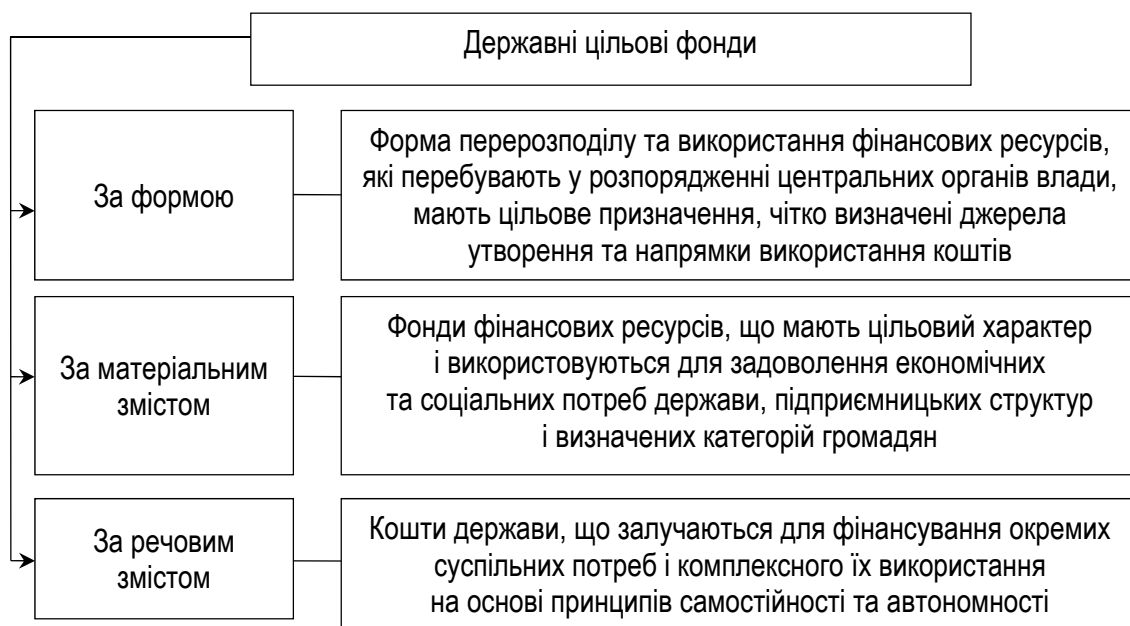 Державні цільові фонди
За формою
Форма перерозподілу та використання фінансових ресурсів,
які перебувають у розпорядженні центральних органів влади,
мають цільове призначення, чітко визначені джерела
утворення та напрямки використання коштів
За матеріальним
змістом
Фонди фінансових ресурсів, що мають цільовий характер
і використовуються для задоволення економічних
та соціальних потреб держави, підприємницьких структур
і визначених категорій громадян
За речовим
змістом
Кошти держави, що залучаються для фінансування окремих
суспільних потреб і комплексного їх використання
на основі принципів самостійності та автономності